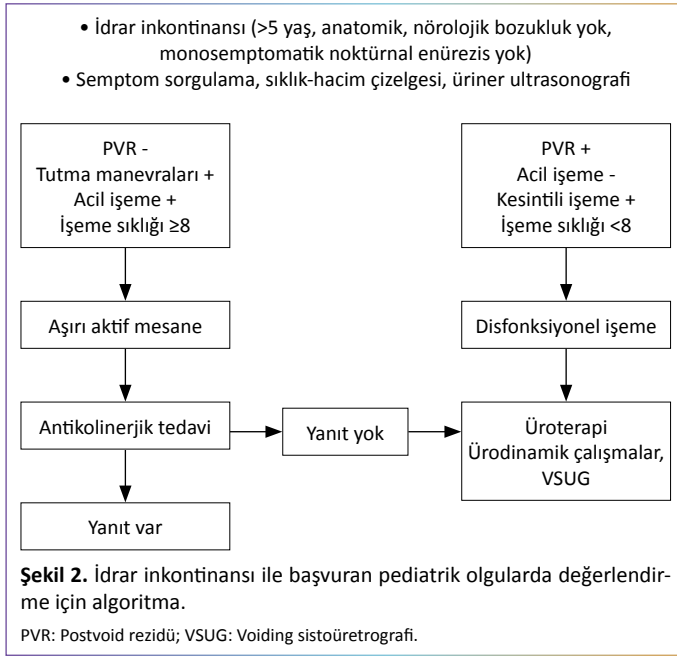 • İdrar inkontinansı (>5 yaş, anatomik, nörolojik bozukluk yok,
monosemptomatik noktürnal enürezis yok)
• Semptom sorgulama, sıklık-hacim çizelgesi, üriner ultrasonografi
PVR -
Tutma manevraları +
Acil işeme +
İşeme sıklığı ≥8
PVR +
Acil işeme -
Kesintili işeme +
İşeme sıklığı <8
Aşırı aktif mesane
Disfonksiyonel işeme
Antikolinerjik tedavi
Yanıt yok
Üroterapi
Ürodinamik çalışmalar,
VSUG
Yanıt var
Şekil 2. İdrar inkontinansı ile başvuran pediatrik olgularda değerlendir-
me için algoritma.
PVR: Postvoid rezidü; VSUG: Voiding sistoüretrografi.